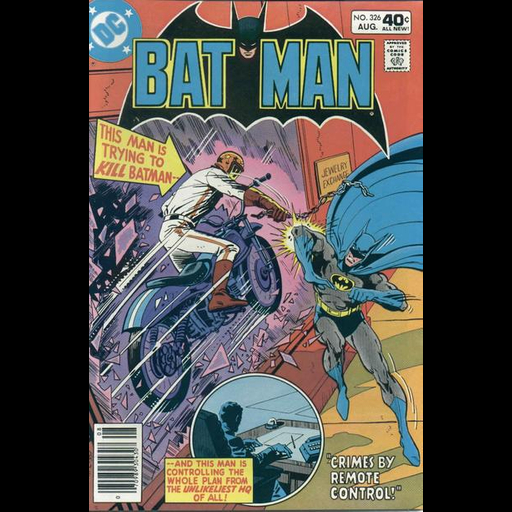 DC
NO. 326
AUG.
40¢
ALL NEW!
APPROVED
BY THE
COMICS
CODE
AUTHORITY
BATMAN
THIS MAN IS
TRYING TO
KILL BATMAN--
JEWELRY
EXCHANGE
--AND THIS MAN IS
CONTROLLING THE
WHOLE PLAN FROM
THE UNLIKELIEST HQ
OF ALL!
"CRIMES BY
REMOTE
CONTROL!"